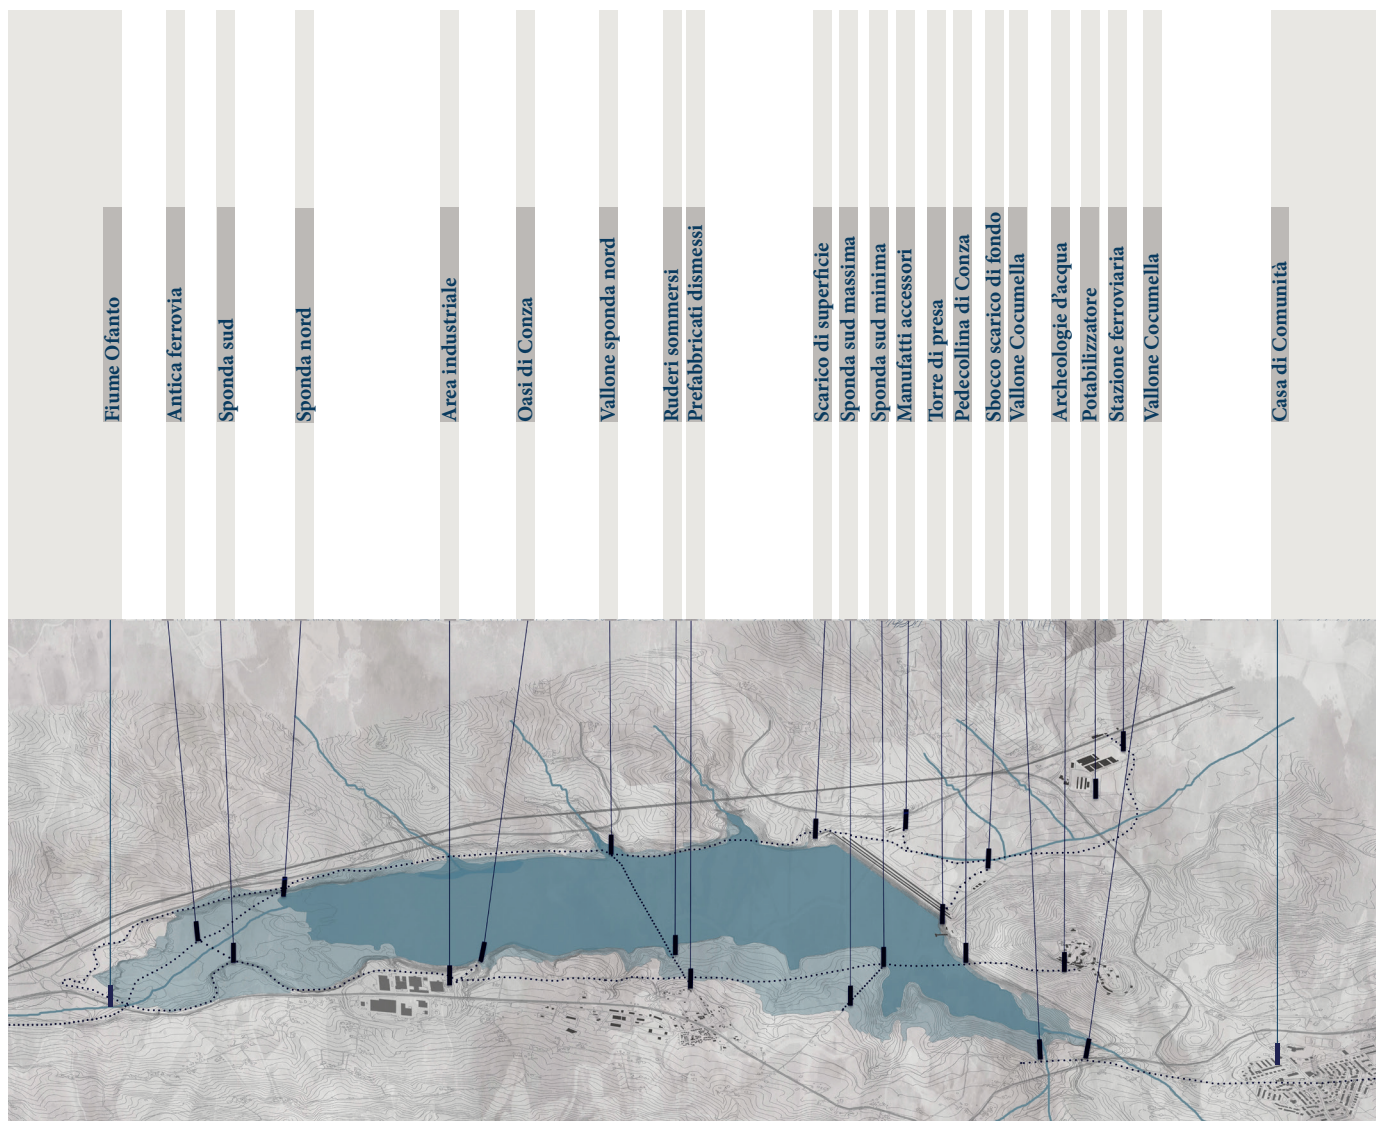 Fiume Ofanto
Antica ferrovia
Sponda sud
Sponda nord
Area industriale
Oasi di Conza
Vallone sponda nord
Ruderi sommersi
Prefabbricati dismessi
Scarico di superficie
Sponda sud massima
Sponda sud minima
Manufatti accessori
Torre di presa
Pedecollina di Conza
Sbocco scarico di fondo
Vallone Cocumella
Archeologie d’acqua
Potabilizzatore
Stazione ferroviaria
Vallone Cocumella
Casa di Comunità